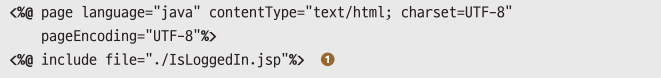 <%@ page language="java" contentType="text/html; charset=UTF-8"
    pageEncoding="UTF-8"%>
<%@ include file="./IsLoggedIn.jsp"%> ❶